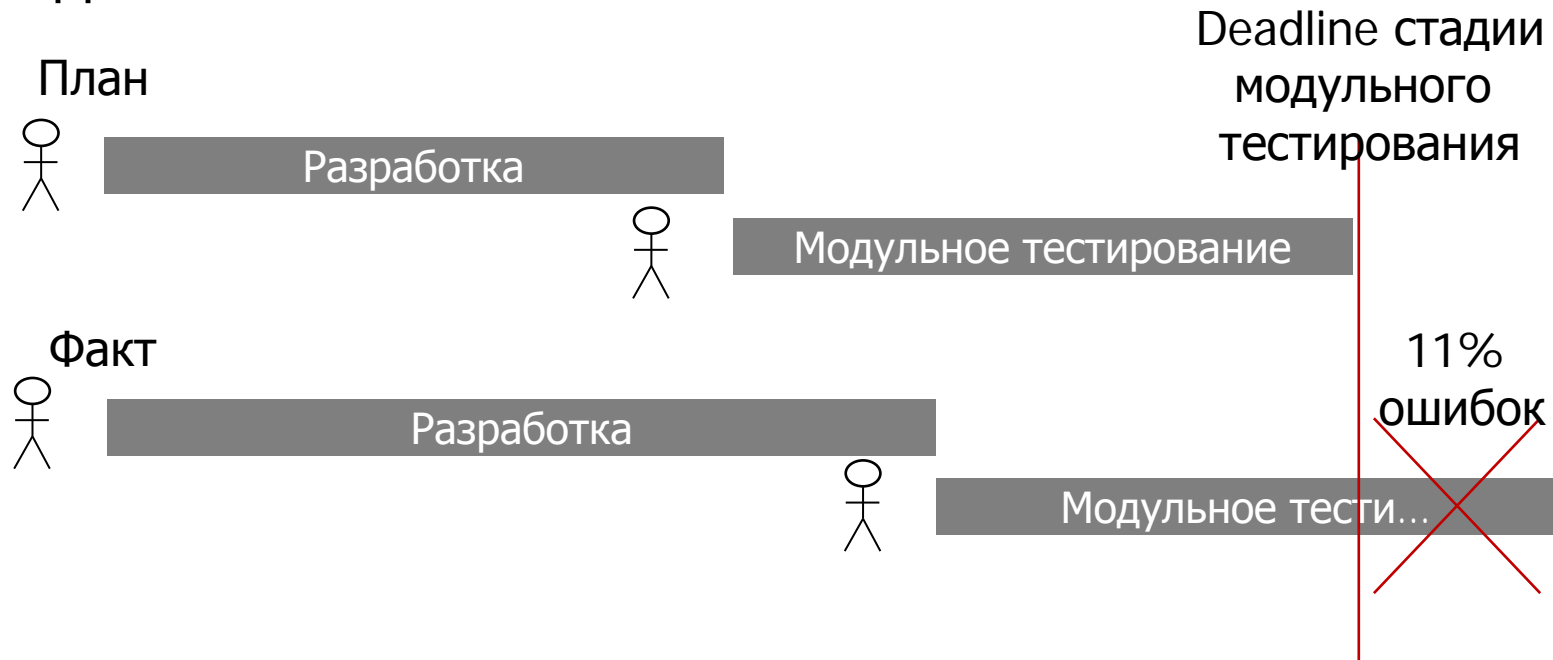 Deadline стадии
модульного
тестирования
План
Разработка
Модульное тестирование
Факт
11%
ошибок
Разработка
Модульное тести...